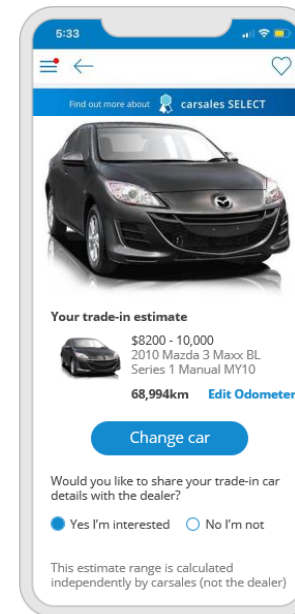 5:33
Find out more about carsales SELECT
Your trade-in estimate
$8200 - 10,000
2010 Mazda 3 Maxx BL
Series 1 Manual MY10
68,994km Edit Odometer
Change car
Would you like to share your trade-in car
details with the dealer?
Yes I'm interested No I'm not
This estimate range is calculated
independently by carsales (not the dealer)